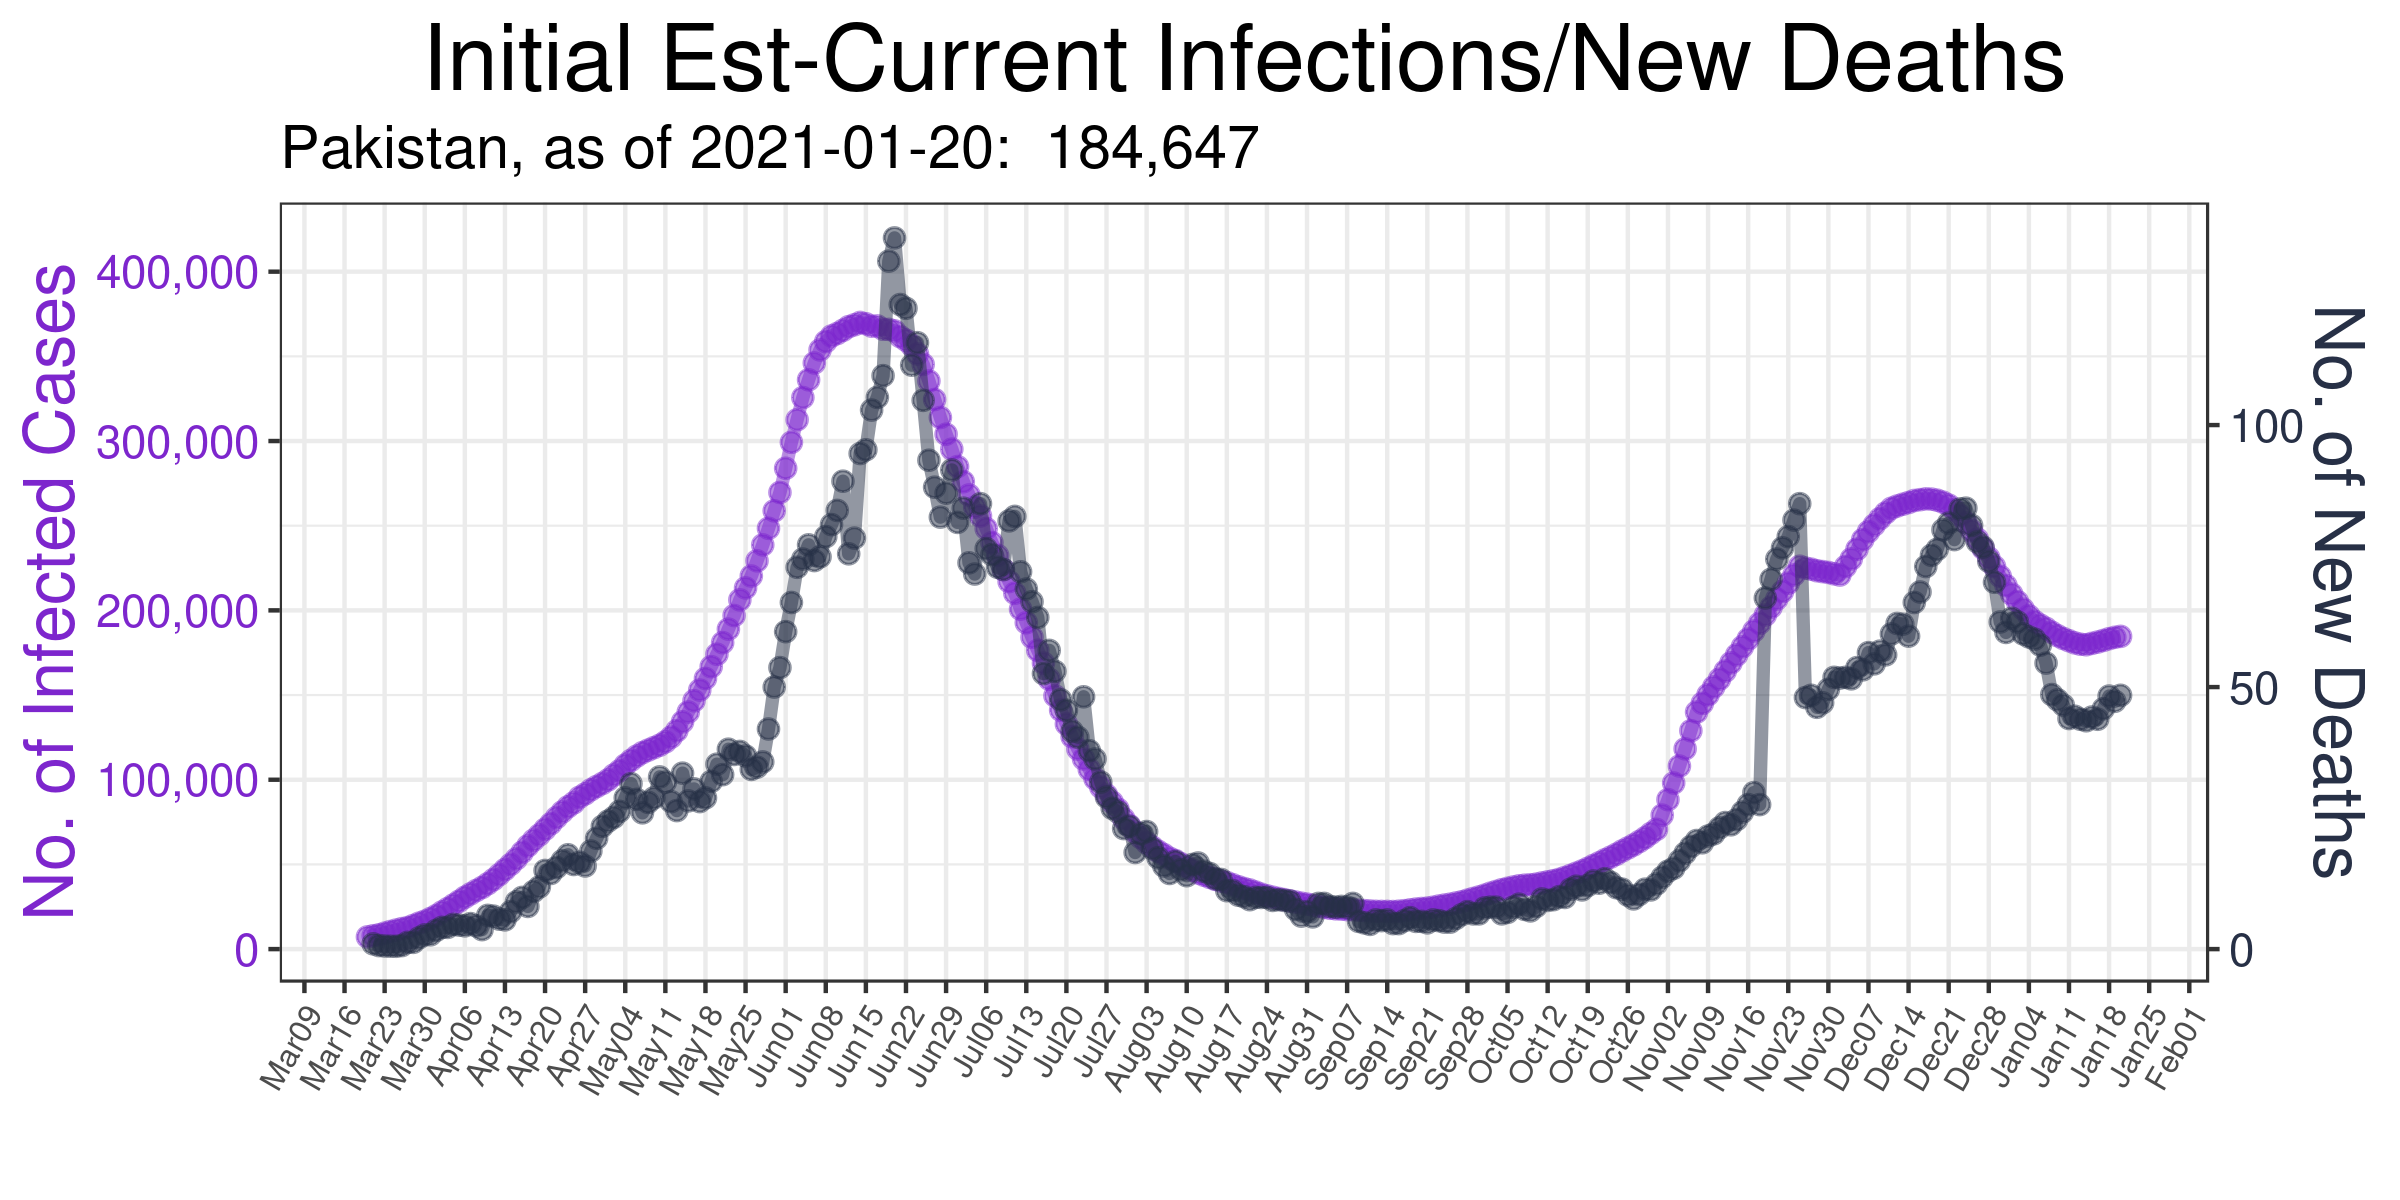 Initial Est-Current Infections/New Deaths
Pakistan, as of 2021-01-20:  184,647
No. of Infected Cases
400,000
300,000
200,000
100,000
0
No. of New Deaths
100
50
0
Mar09
Mar16
Mar23
Mar30
Apr06
Apr13
Apr20
Apr27
May04
May11
May18
May25
Jun01
Jun08
Jun15
Jun22
Jun29
Jul06
Jul13
Jul20
Jul27
Aug03
Aug10
Aug17
Aug24
Aug31
Sep07
Sep14
Sep21
Sep28
Oct05
Oct12
Oct19
Oct26
Nov02
Nov09
Nov16
Nov23
Nov30
Dec07
Dec14
Dec21
Dec28
Jan04
Jan11
Jan18
Jan25
Feb01